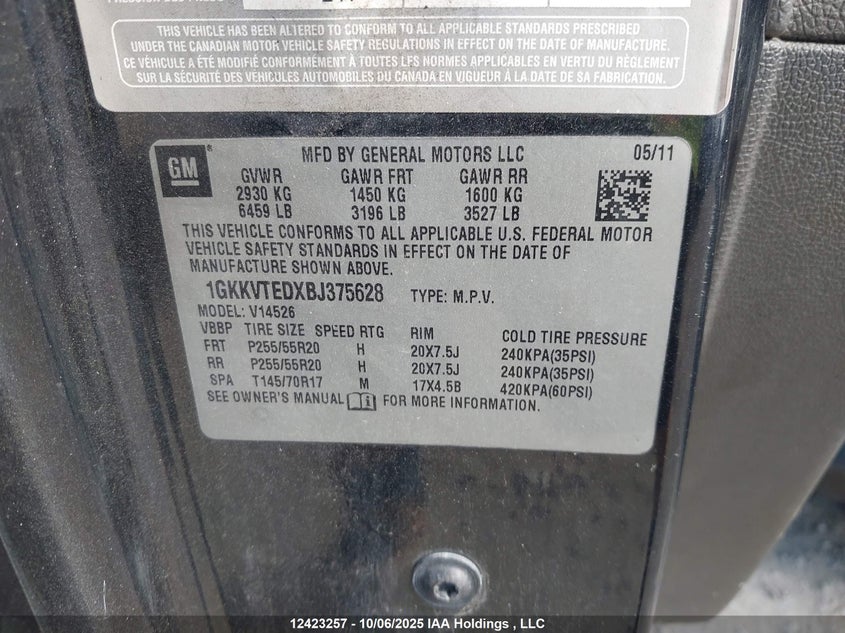 THIS VEHICLE HAS BEEN ALTERED TO CONFORM TO ALL APPLICABLE STANDARDS PRESCRIBED
UNDER THE CANADIAN MOTOR VEHICLE SAFETY REGULATIONS IN EFFECT ON THE DATE OF MANUFACTURE.
CE VÉHICULE A ÉTÉ MODIFIÉ CONFORMÉMENT À TOUTES LFS NORMES APPLICABLES EN VERTU DU RÈGLEMENT
SUR LA SÉCURITÉ DES VÉHICULES AUTOMOBILES DU CANADA EN VIGUEUR À LA DATE DE SA FABRICATION.
GM® MFD BY GENERAL MOTORS LLC 05/11
GVWR GAWR FRT GAWR RR
2930 KG 1450 KG 1600 KG
6459 LB 3196 LB 3527 LB
THIS VEHICLE CONFORMS TO ALL APPLICABLE U.S. FEDERAL MOTOR
VEHICLE SAFETY STANDARDS IN EFFECT ON THE DATE OF
MANUFACTURE SHOWN ABOVE.
1GKKVTEDXBJ375628 TYPE: M.P.V.
MODEL: V14526
VBBP TIRE SIZE SPEED RTG RIM COLD TIRE PRESSURE
FRT P255/55R20 H 20X7.5J 240KPA(35PSI)
RR P255/55R20 H 20X7.5J 240KPA(35PSI)
SPA T145/70R17 M 17X4.5B 420KPA(60PSI)
SEE OWNER'S MANUAL FOR MORE INFORMATION.
12423257 - 10/06/2025 IAA Holdings , LLC